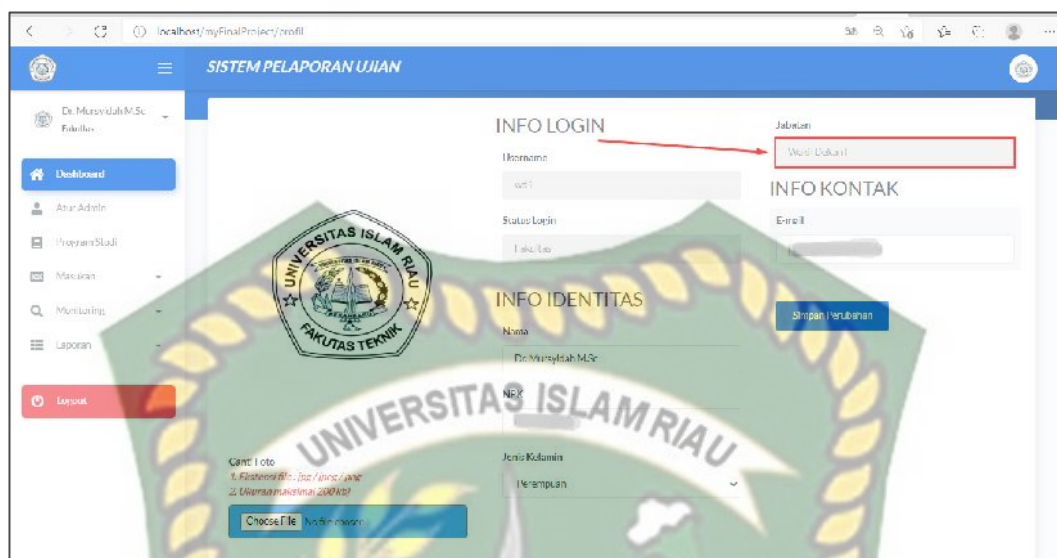 localhost/myFinalProject/profil
SISTEM PELAPORAN UJIAN
Dr. Mursyidah M.Sc
Fakultas
Dashboard
Atur Admin
Program Studi
Masukan
Monitoring
Laporan
Logout
UNIVERSITAS ISLAM RIAU
PEKANBARU
FAKULTAS TEKNIK
Ganti Foto
1. Ekstensi file : jpg / jpeg / png
2. Ukuran maksimal 200 kb)
Choose File No file chosen
INFO LOGIN
Username
wd1
Status Login
Fakultas
INFO IDENTITAS
Nama
Dr. Mursyidah M.Sc
NPK
Jenis Kelamin
Perempuan
Jabatan
Wakil Dekan I
INFO KONTAK
E-mail
Simpan Perubahan
UNIVERSITAS ISLAM RIAU